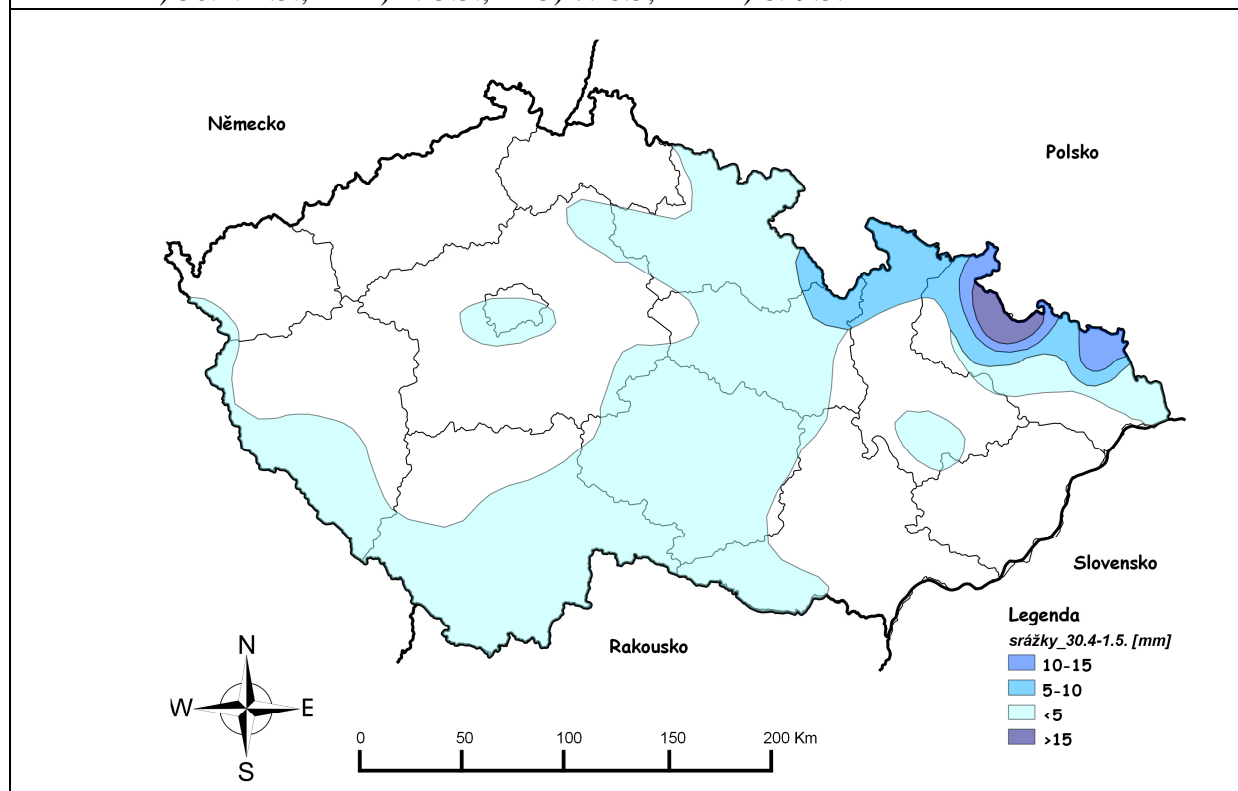 Německo
Polsko
Slovensko
Rakousko
Legenda
srážky_30.4-1.5. [mm]
10-15
5-10
<5
>15
N
W E
S
0 50 100 150 200 Km